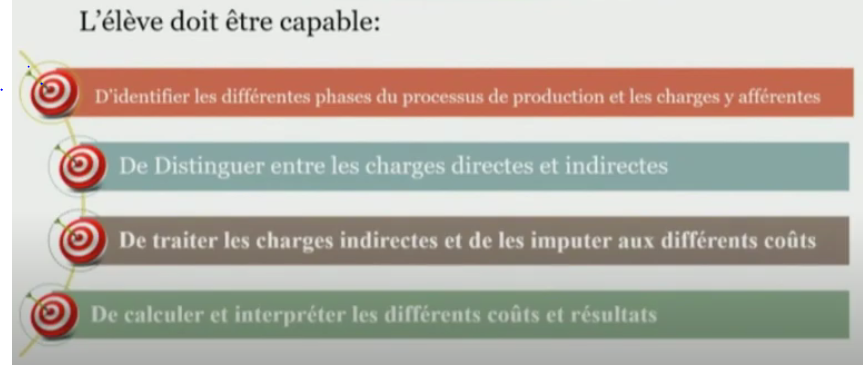 L'élève doit être capable:
D'identifier les différentes phases du processus de production et les charges y afférentes
De Distinguer entre les charges directes et indirectes
De traiter les charges indirectes et de les imputer aux différents coûts
De calculer et interpréter les différents coûts et résultats